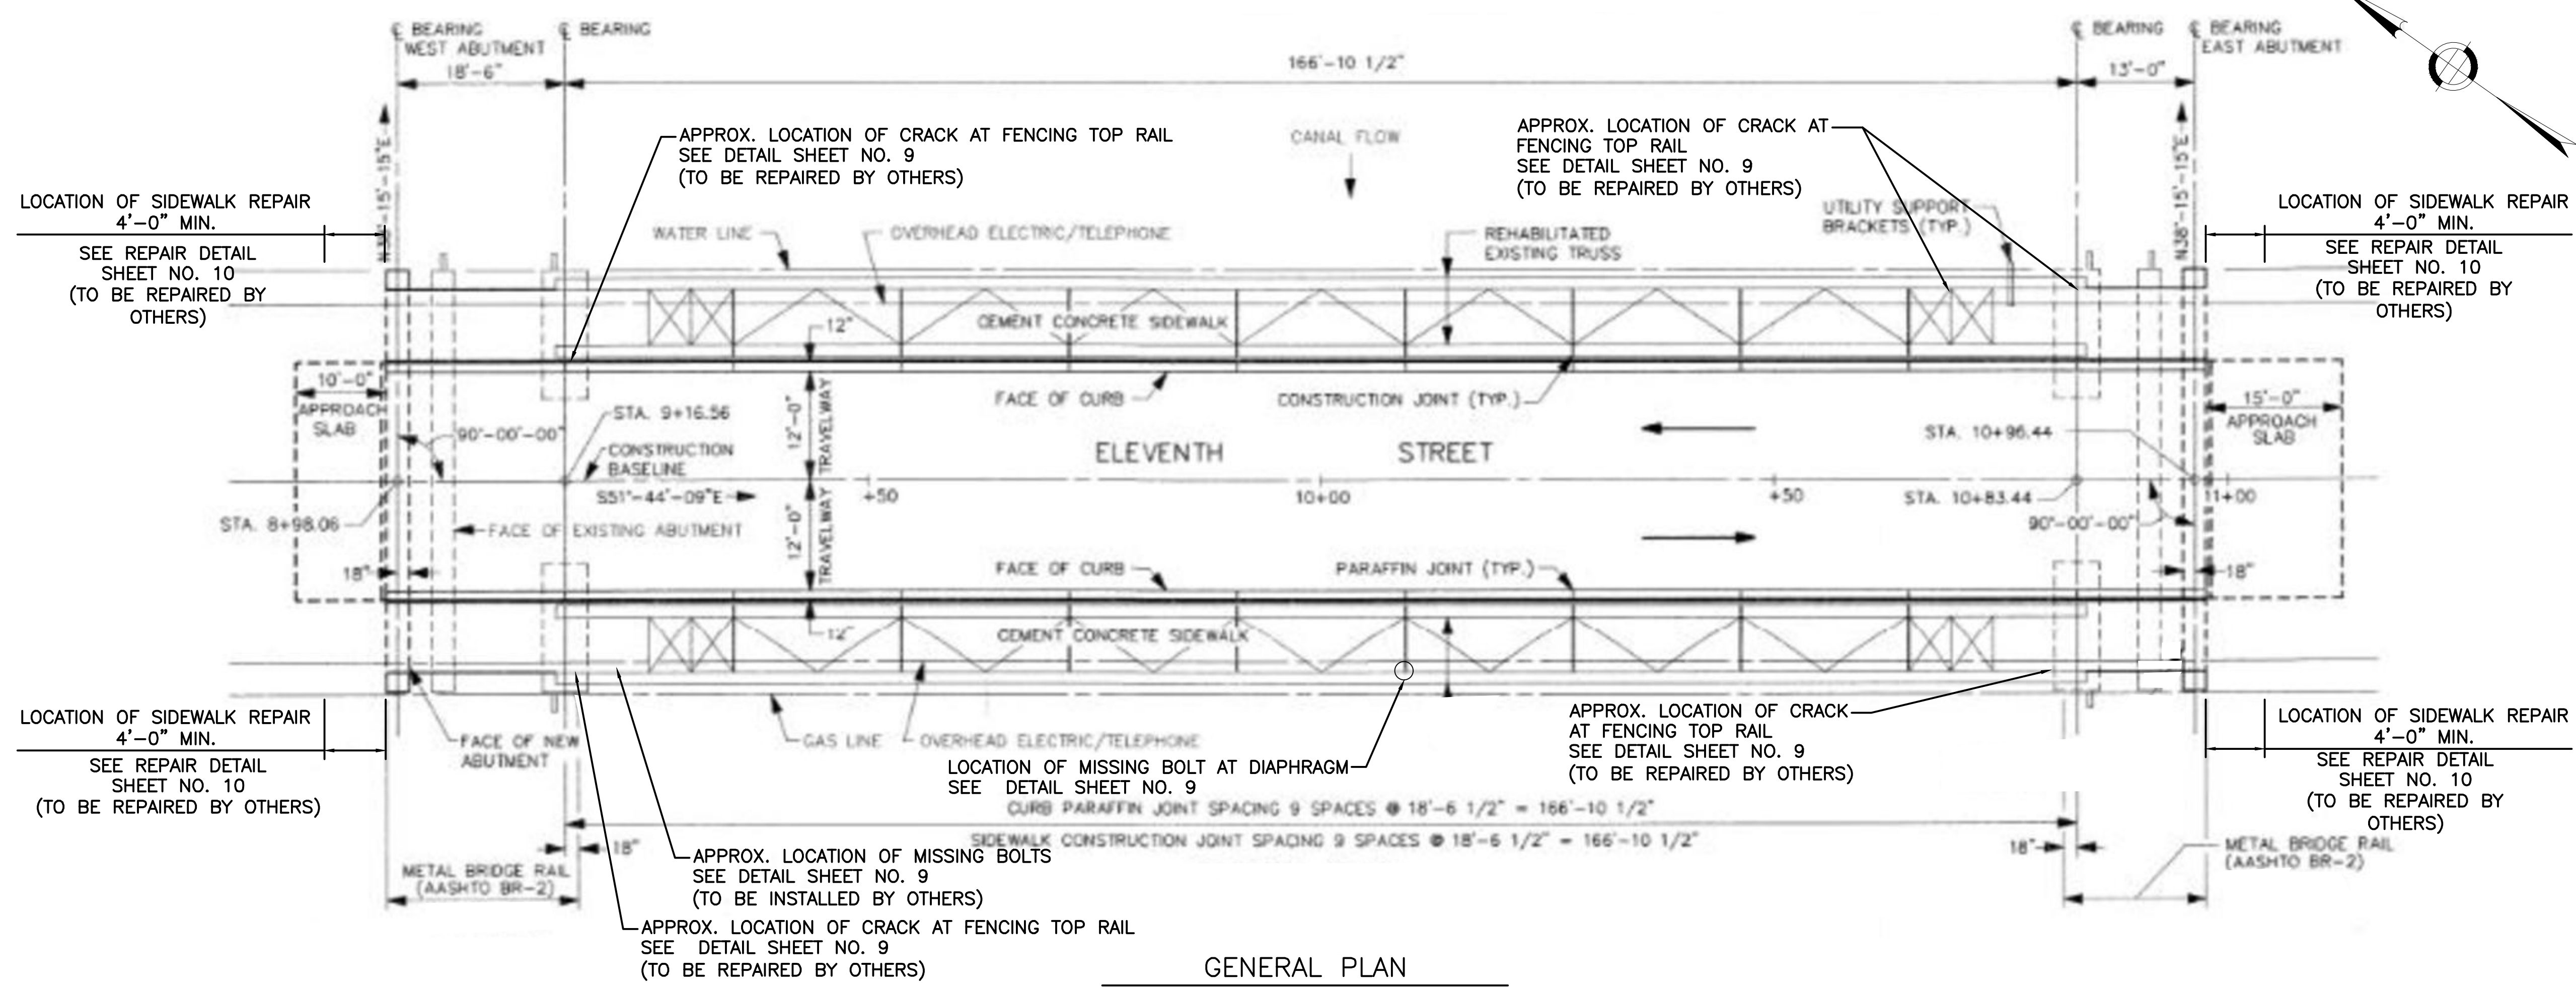 ℄ BEARING
WEST ABUTMENT
℄ BEARING
℄ BEARING
℄ BEARING
EAST ABUTMENT
18'-6"
166'-10 1/2"
13'-0"
15'-15"E
N38°-15'-15"E
APPROX. LOCATION OF CRACK AT FENCING TOP RAIL
SEE DETAIL SHEET NO. 9
(TO BE REPAIRED BY OTHERS)
CANAL FLOW
APPROX. LOCATION OF CRACK AT
FENCING TOP RAIL
SEE DETAIL SHEET NO. 9
(TO BE REPAIRED BY OTHERS)
LOCATION OF SIDEWALK REPAIR
4'-0" MIN.
SEE REPAIR DETAIL
SHEET NO. 10
(TO BE REPAIRED BY
OTHERS)
WATER LINE
OVERHEAD ELECTRIC/TELEPHONE
REHABILITATED
EXISTING TRUSS
UTILITY SUPPORT
BRACKETS (TYP.)
LOCATION OF SIDEWALK REPAIR
4'-0" MIN.
SEE REPAIR DETAIL
SHEET NO. 10
(TO BE REPAIRED BY
OTHERS)
12"
CEMENT CONCRETE SIDEWALK
10'-0"
APPROACH
SLAB
90°-00'-00"
STA. 9+16.56
CONSTRUCTION
BASELINE
S51°-44'-09"E
12'-0"
TRAVELWAY
FACE OF CURB
CONSTRUCTION JOINT (TYP.)
ELEVENTH STREET
STA. 10+96.44
15'-0"
APPROACH
SLAB
+50
10+00
+50
STA. 10+83.44
11+00
STA. 8+98.06
FACE OF EXISTING ABUTMENT
12'-0"
TRAVELWAY
90°-00'-00"
18"
FACE OF CURB
PARAFFIN JOINT (TYP.)
18"
12"
CEMENT CONCRETE SIDEWALK
LOCATION OF SIDEWALK REPAIR
4'-0" MIN.
SEE REPAIR DETAIL
SHEET NO. 10
(TO BE REPAIRED BY OTHERS)
FACE OF NEW
ABUTMENT
GAS LINE
OVERHEAD ELECTRIC/TELEPHONE
LOCATION OF MISSING BOLT AT DIAPHRAGM
SEE DETAIL SHEET NO. 9
APPROX. LOCATION OF CRACK
AT FENCING TOP RAIL
SEE DETAIL SHEET NO. 9
(TO BE REPAIRED BY OTHERS)
LOCATION OF SIDEWALK REPAIR
4'-0" MIN.
SEE REPAIR DETAIL
SHEET NO. 10
(TO BE REPAIRED BY
OTHERS)
CURB PARAFFIN JOINT SPACING 9 SPACES @ 18'-6 1/2" = 166'-10 1/2"
SIDEWALK CONSTRUCTION JOINT SPACING 9 SPACES @ 18'-6 1/2" = 166'-10 1/2"
18"
18"
METAL BRIDGE RAIL
(AASHTO BR-2)
METAL BRIDGE RAIL
(AASHTO BR-2)
APPROX. LOCATION OF MISSING BOLTS
SEE DETAIL SHEET NO. 9
(TO BE INSTALLED BY OTHERS)
APPROX. LOCATION OF CRACK AT FENCING TOP RAIL
SEE DETAIL SHEET NO. 9
(TO BE REPAIRED BY OTHERS)
GENERAL PLAN